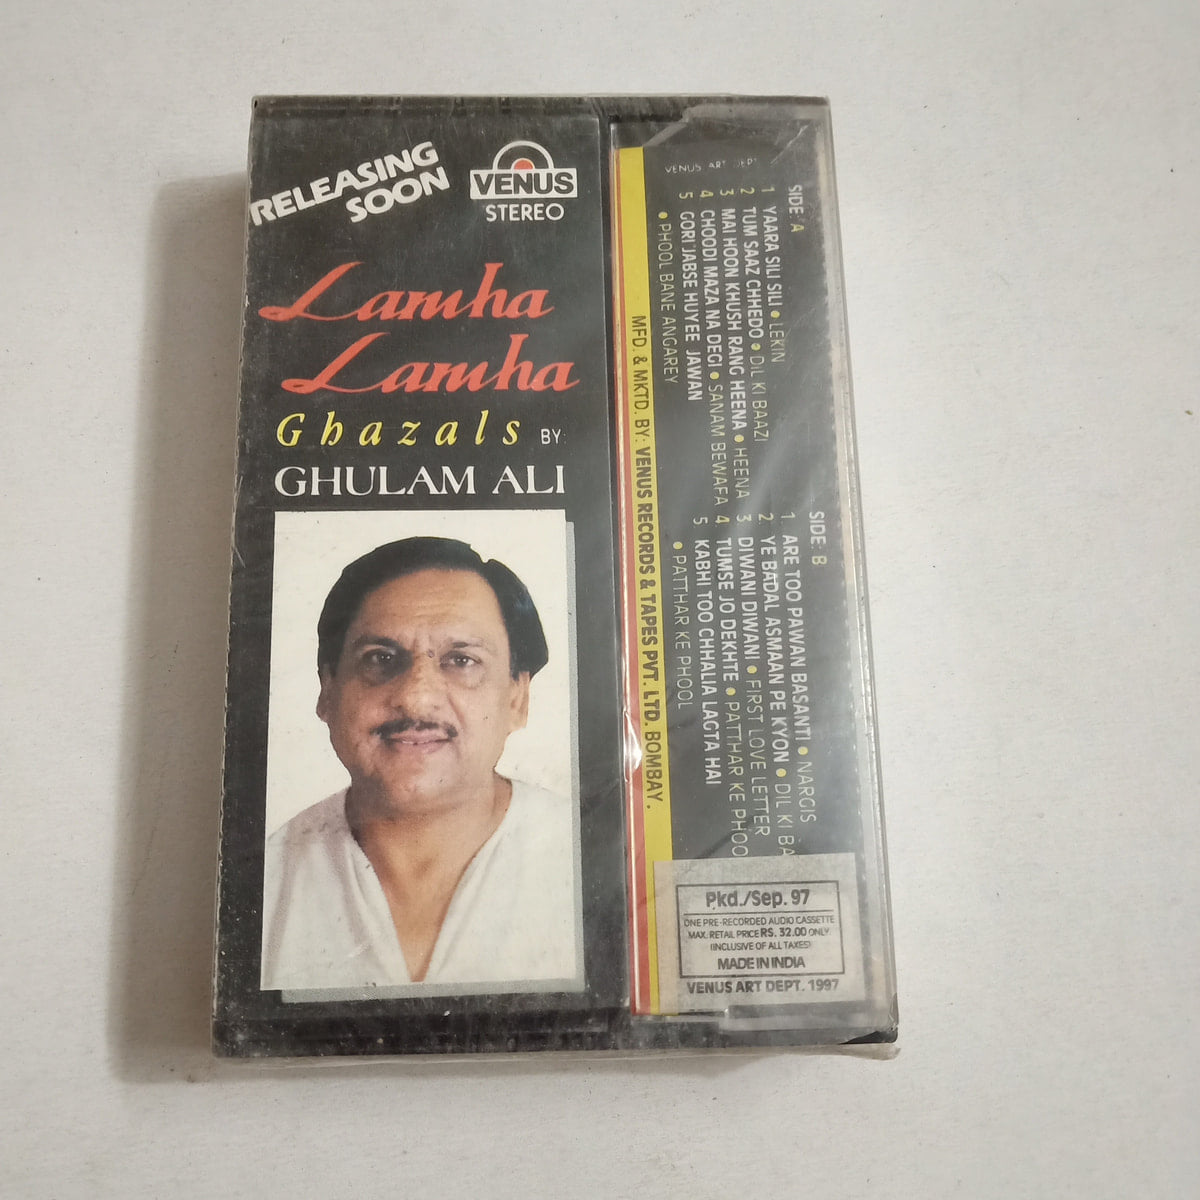 RELEASING
SOON
VENUS
STEREO
Lamha
Lamha
Ghazals BY:
GHULAM ALI
VENUS ART DEPT
SIDE: A
1 YAARA SILI SILI • LEKIN
2 TUM SAAZ CHHEDO • DIL KI BAAZI
3 MAI HOON KHUSH RANG HEENA • HEENA
4 CHOODI MAZA NA DEGI • SANAM BEWAFA
5 GORI JABSE HUYEE JAWAN
• PHOOL BANE ANGAREY
SIDE: B
1. ARE TOO PAWAN BASANTI • NARGIS
2. YE BADAL ASMAAN PE KYON • DIL KI BA
3 DIWANI DIWANI • FIRST LOVE LETTER
4 TUMSE JO DEKHTE • PATTHAR KE PHOO
5 KABHI TOO CHHALIA LAGTA HAI
• PATTHAR KE PHOOL
MFD. & MKTD. BY: VENUS RECORDS & TAPES PVT. LTD. BOMBAY.
Pkd./Sep. 97
ONE PRE-RECORDED AUDIO CASSETTE
MAX. RETAIL PRICE RS. 32.00 ONLY
(INCLUSIVE OF ALL TAXES)
MADE IN INDIA
VENUS ART DEPT. 1997